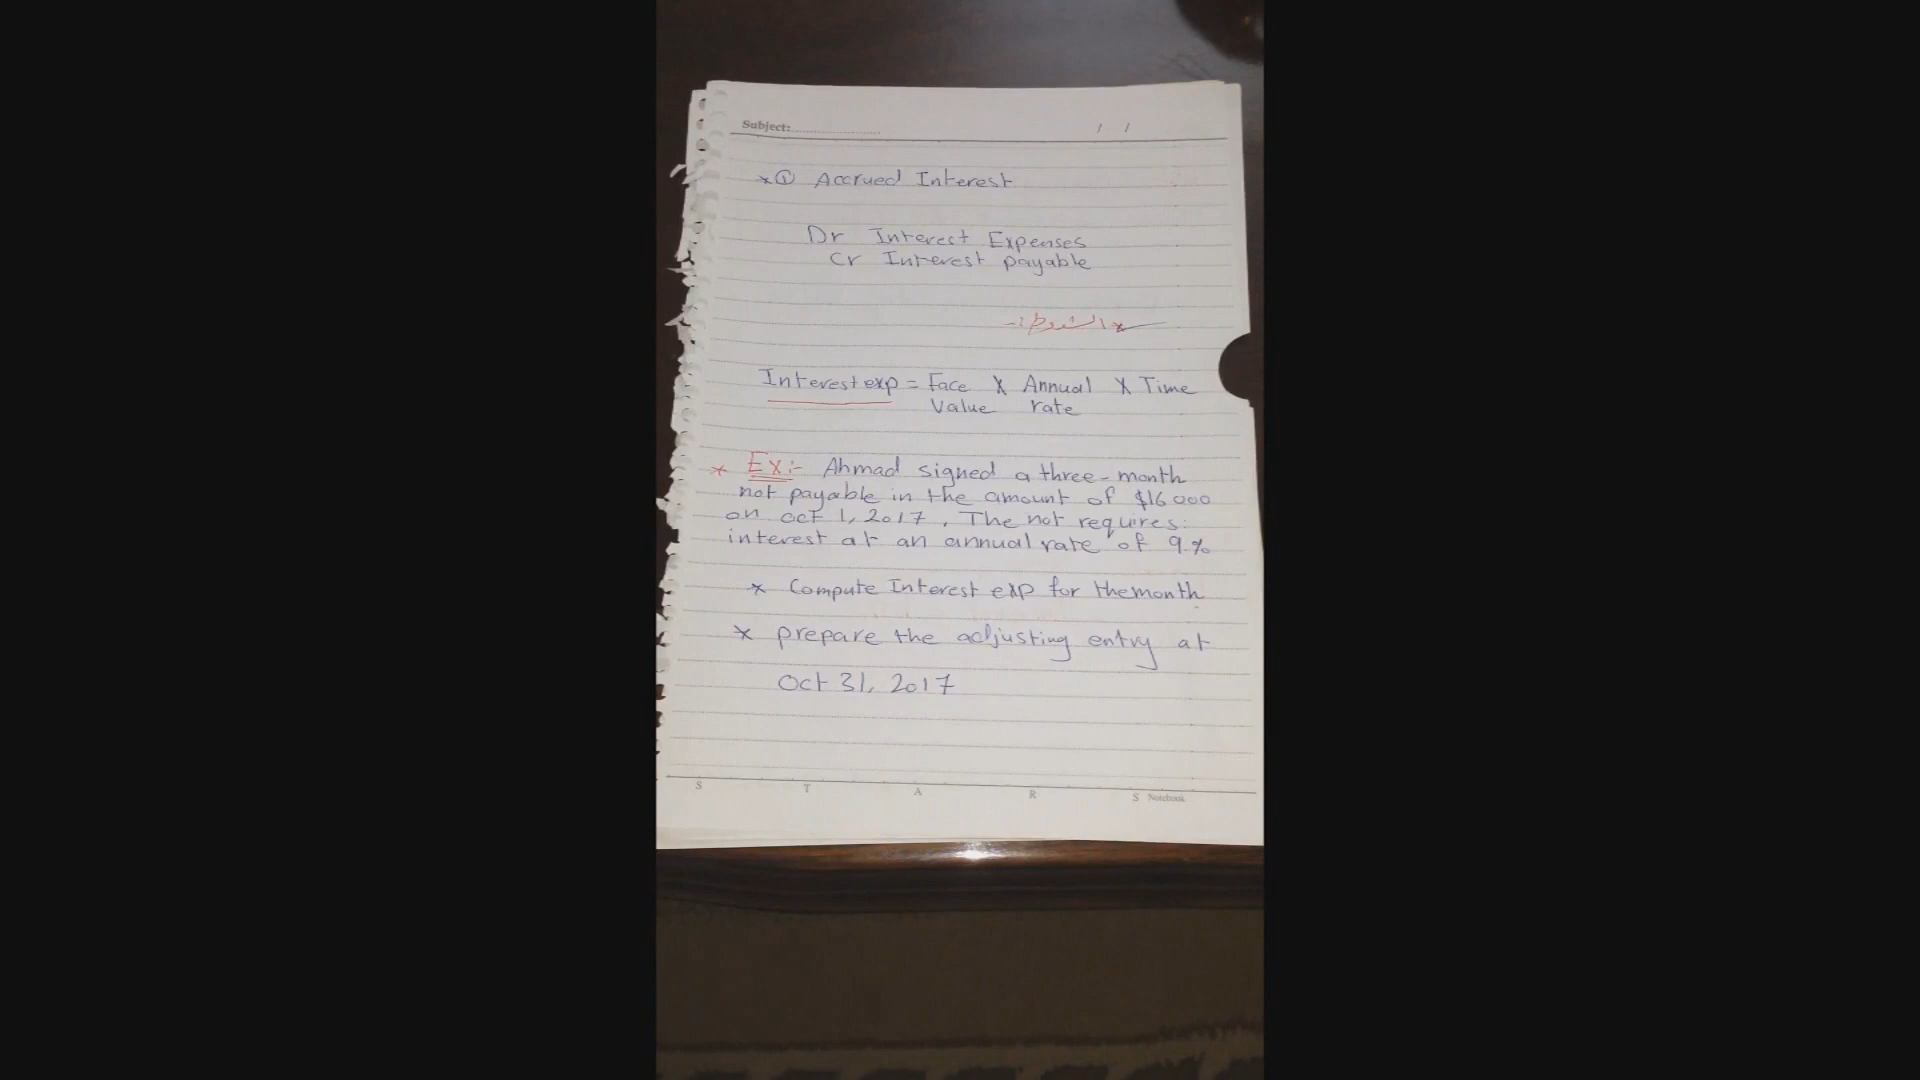 Subject: / /
*① Accrued Interest
Dr Interest Expenses
Cr Interest payable
* الشروط :-
Interest exp = Face X Annual X Time
Value rate
* Ex:- Ahmad signed a three-month
not payable in the amount of $16 000
on oct 1, 2017, The not requires
interest at an annual rate of 9%
* Compute Interest exp for the month
* prepare the adjusting entry at
Oct 31, 2017
S T A R S Notebook